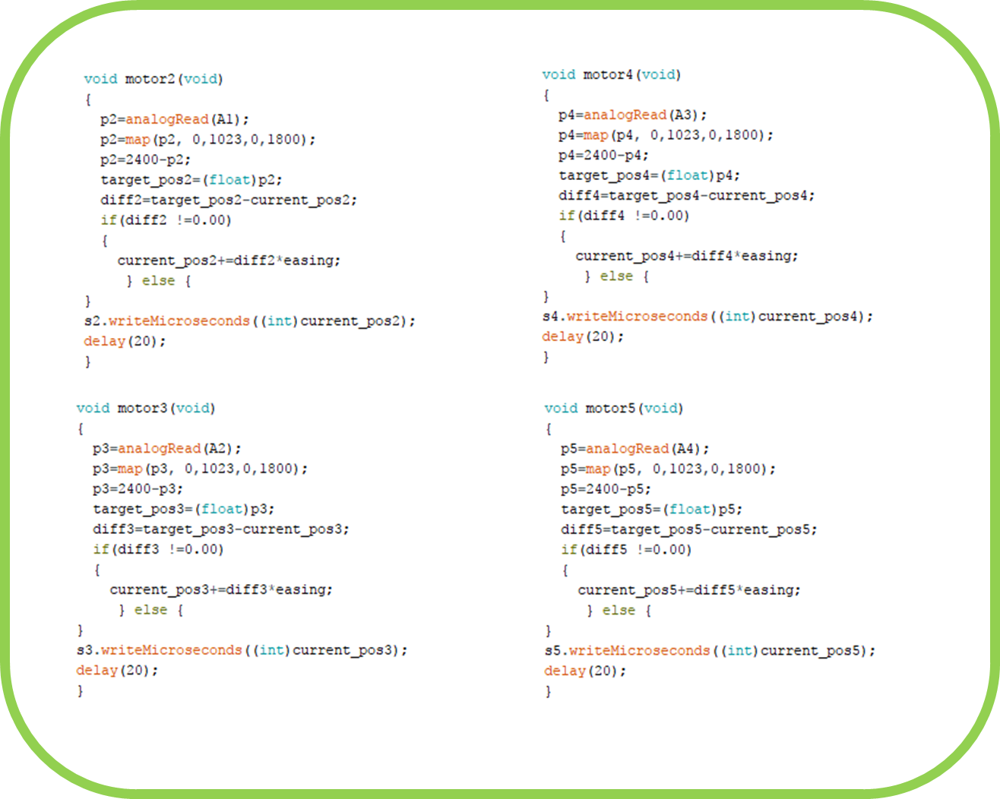 void motor2(void)
{
  p2=analogRead(A1);
  p2=map(p2, 0,1023,0,1800);
  p2=2400-p2;
  target_pos2=(float)p2;
  diff2=target_pos2-current_pos2;
  if(diff2 !=0.00)
  {
    current_pos2+=diff2*easing;
     } else {
}
s2.writeMicroseconds((int)current_pos2);
delay(20);
}
void motor3(void)
{
  p3=analogRead(A2);
  p3=map(p3, 0,1023,0,1800);
  p3=2400-p3;
  target_pos3=(float)p3;
  diff3=target_pos3-current_pos3;
  if(diff3 !=0.00)
  {
    current_pos3+=diff3*easing;
     } else {
}
s3.writeMicroseconds((int)current_pos3);
delay(20);
}
void motor4(void)
{
  p4=analogRead(A3);
  p4=map(p4, 0,1023,0,1800);
  p4=2400-p4;
  target_pos4=(float)p4;
  diff4=target_pos4-current_pos4;
  if(diff4 !=0.00)
  {
    current_pos4+=diff4*easing;
     } else {
}
s4.writeMicroseconds((int)current_pos4);
delay(20);
}
void motor5(void)
{
  p5=analogRead(A4);
  p5=map(p5, 0,1023,0,1800);
  p5=2400-p5;
  target_pos5=(float)p5;
  diff5=target_pos5-current_pos5;
  if(diff5 !=0.00)
  {
    current_pos5+=diff5*easing;
     } else {
}
s5.writeMicroseconds((int)current_pos5);
delay(20);
}